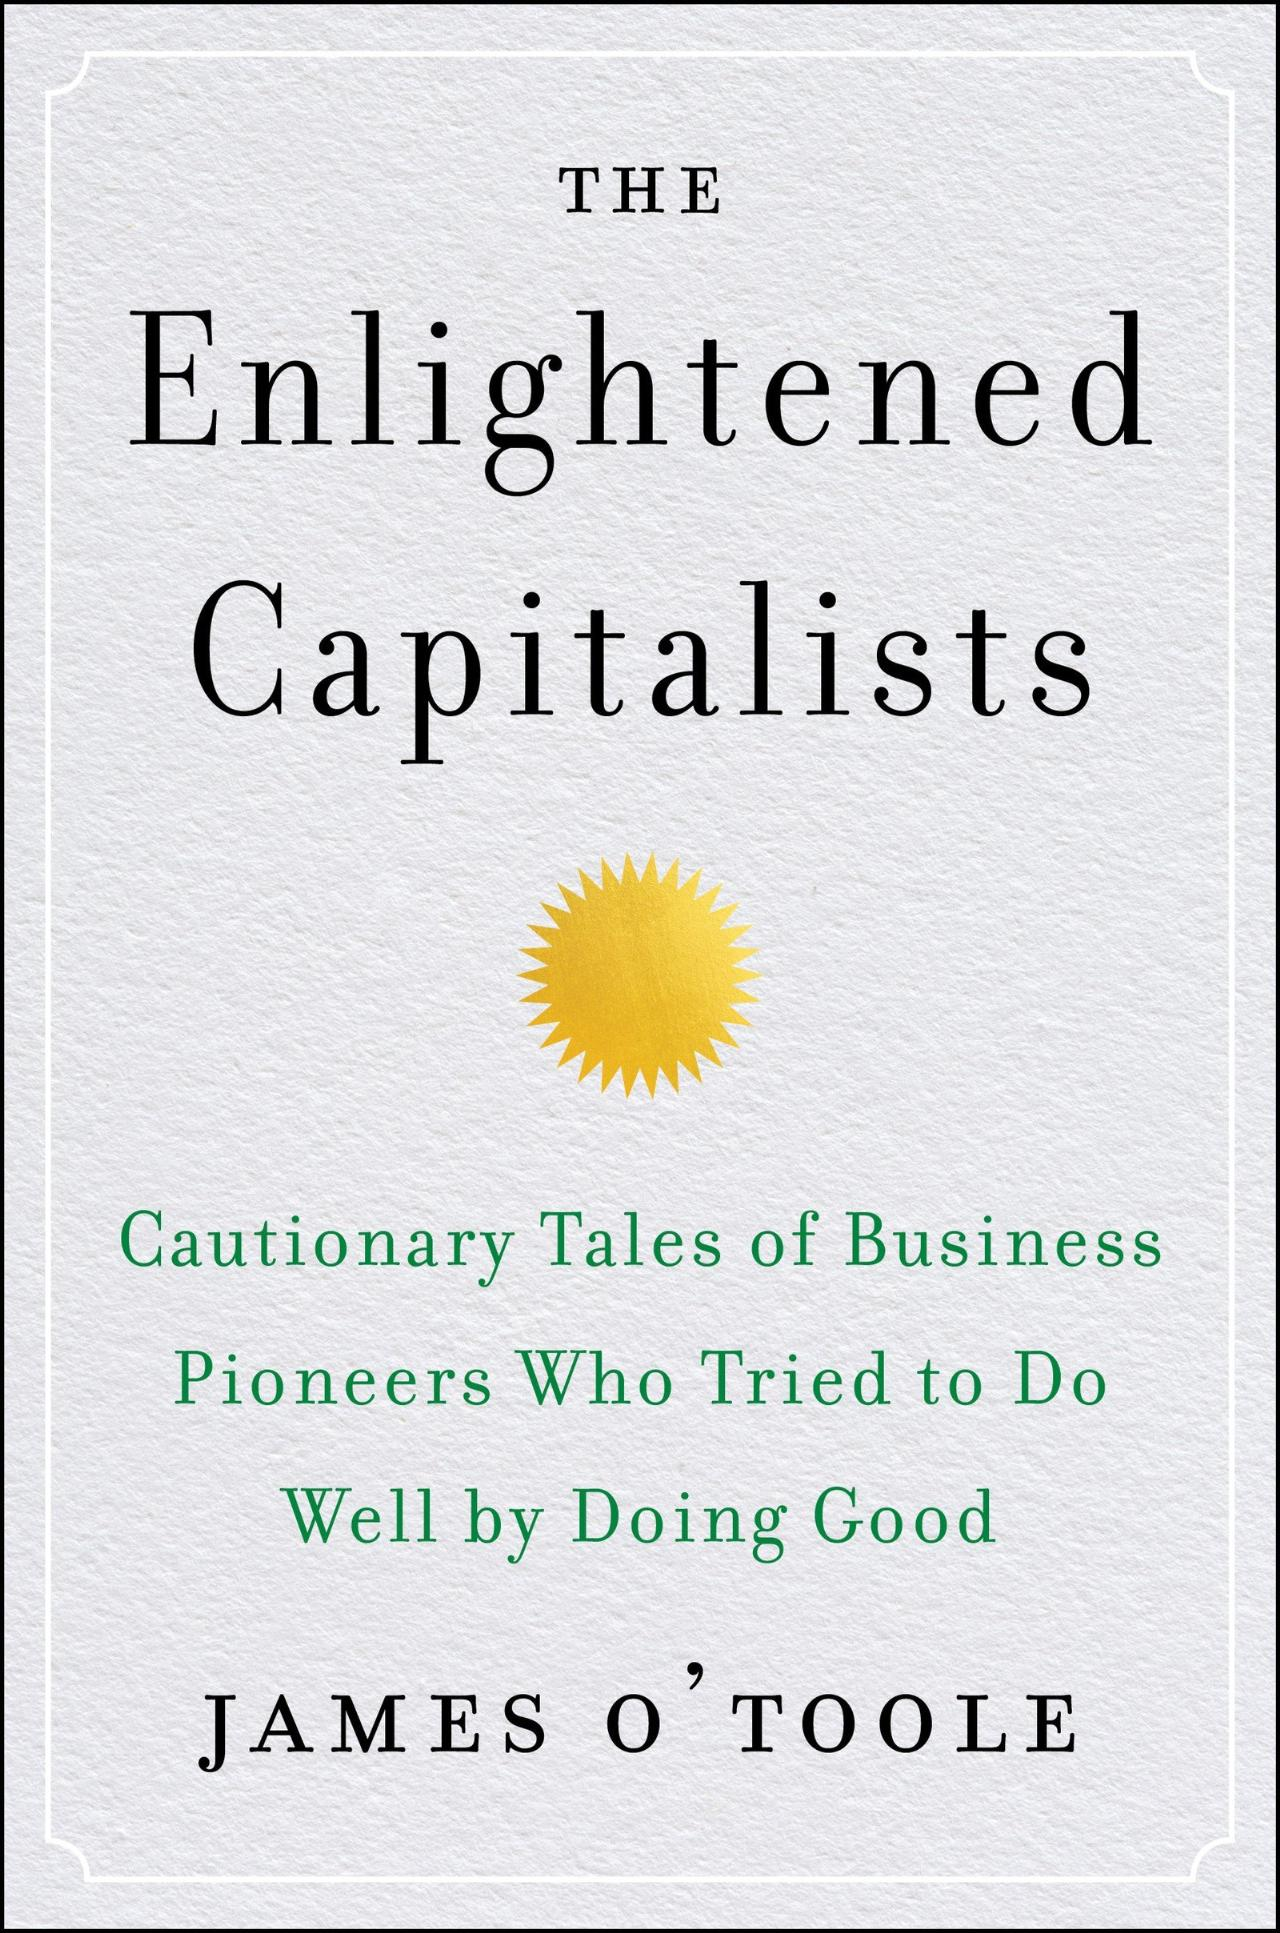 THE
Enlightened
Capitalists
Cautionary Tales of Business
Pioneers Who Tried to Do
Well by Doing Good
JAMES O’TOOLE